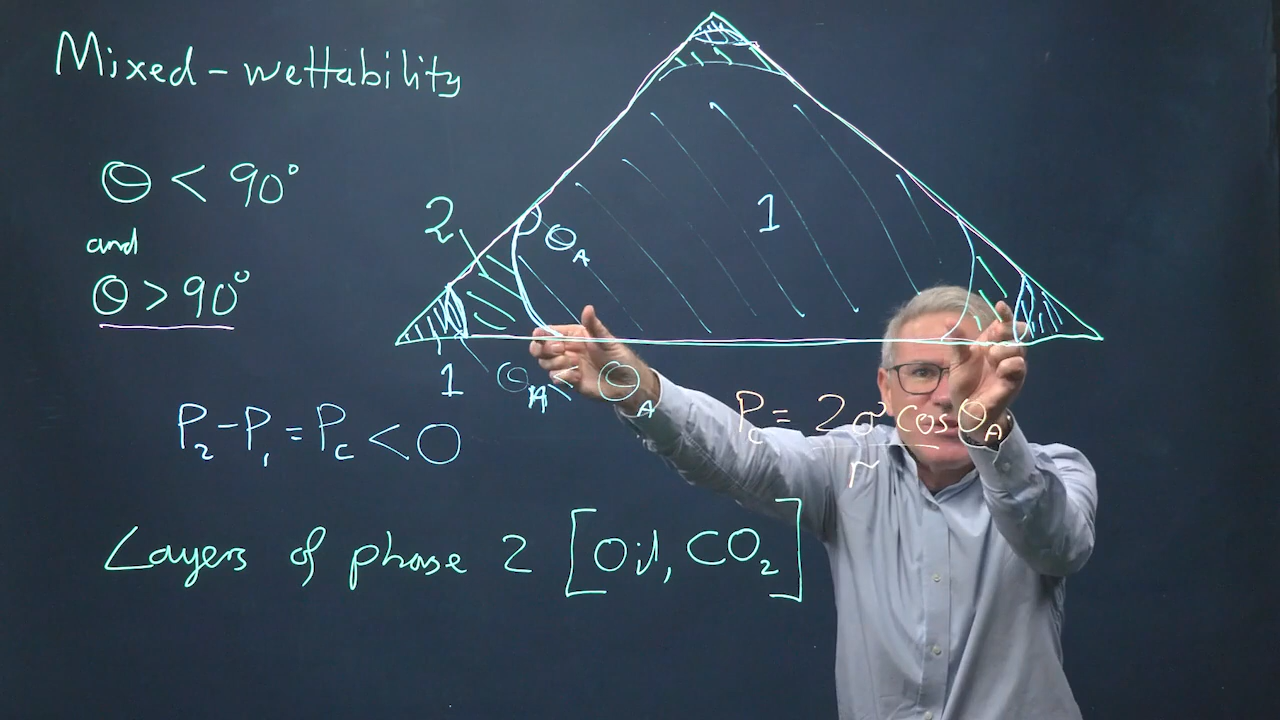 Mixed-wettability
θ < 90°
and
θ > 90°
2
θA
1
1
θA < θA
P2 - P1 = Pc < 0
Pc = 2σ cos θA
r
Layers of phase 2 [Oil, CO2]